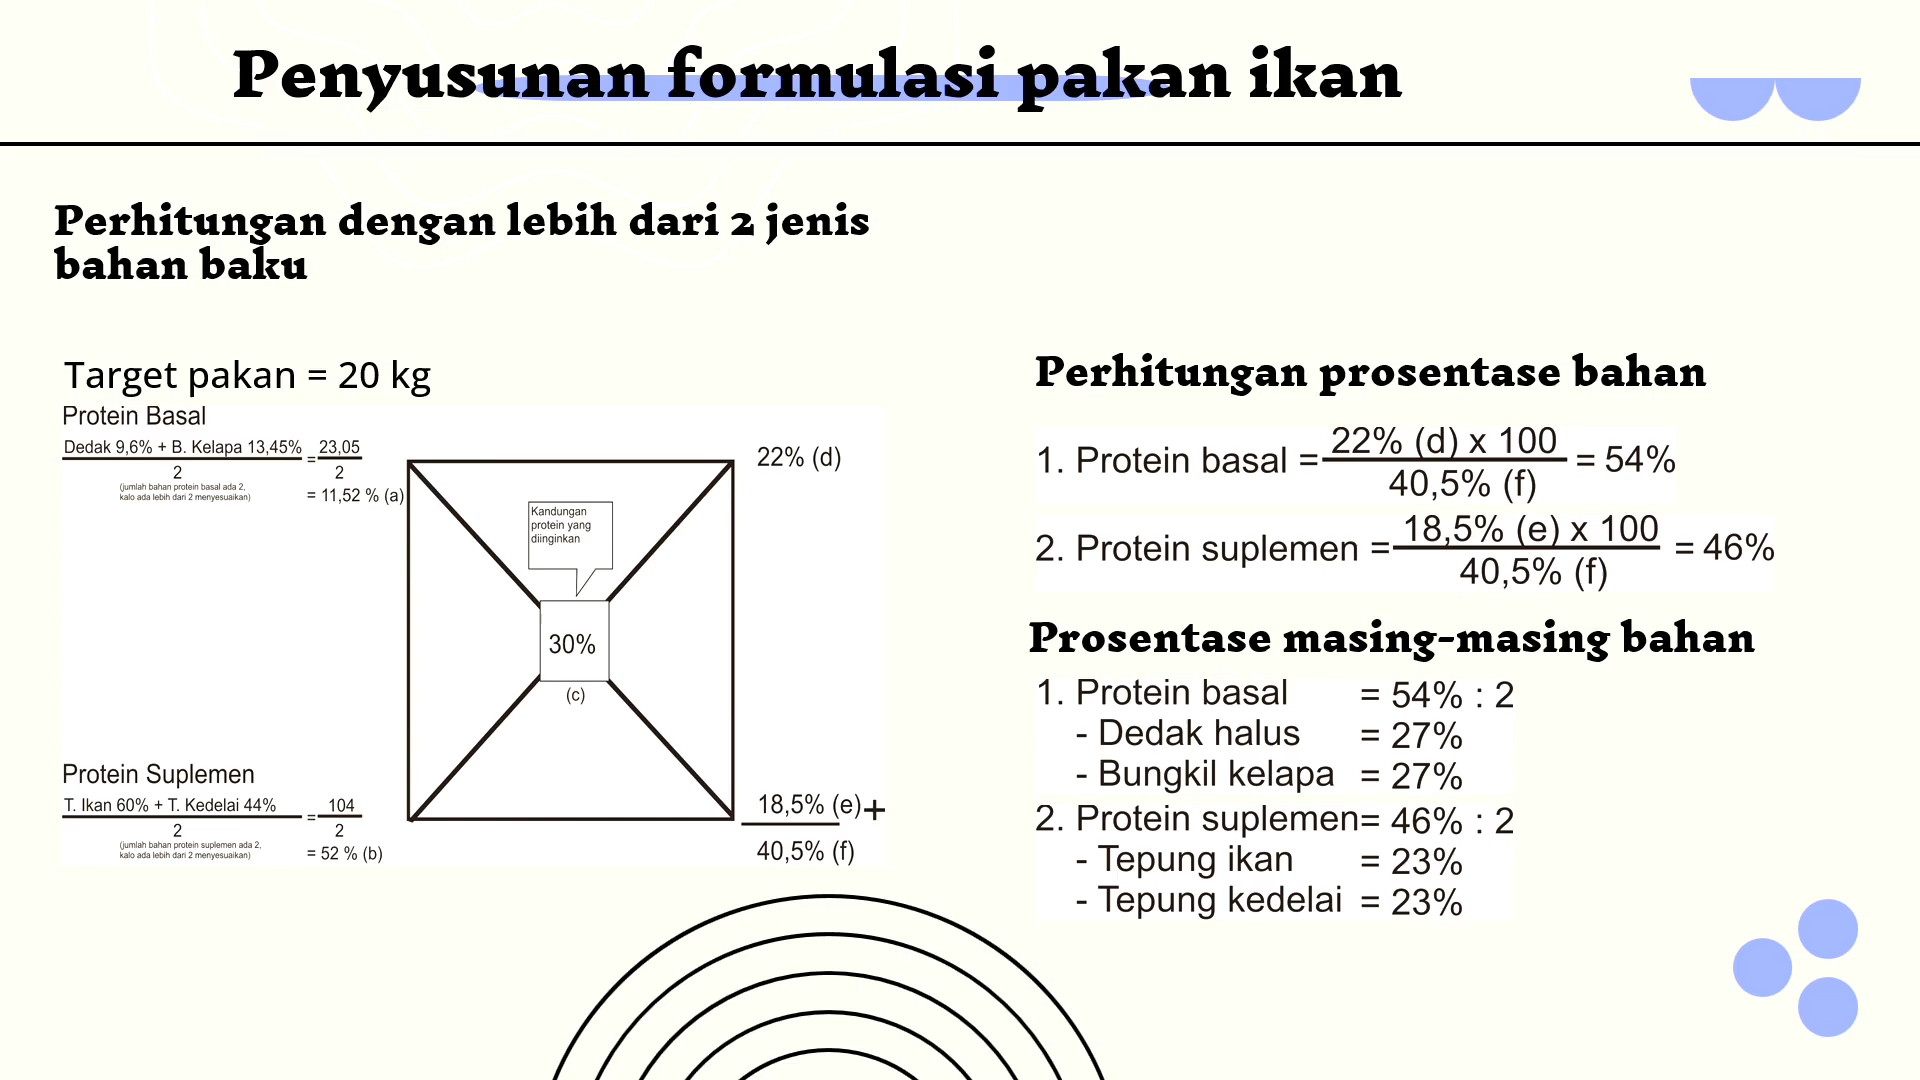 Penyusunan formulasi pakan ikan
Perhitungan dengan lebih dari 2 jenis
bahan baku
Target pakan = 20 kg
Protein Basal
Dedak 9,6% + B. Kelapa 13,45%
2
= 23,05
2
(jumlah bahan protein basal ada 2,
kalo ada lebih dari 2 menyesuaikan)
= 11,52 % (a)
22% (d)
Kandungan
protein yang
diinginkan
30%
(c)
Protein Suplemen
T. Ikan 60% + T. Kedelai 44%
2
= 104
2
(jumlah bahan protein suplemen ada 2,
kalo ada lebih dari 2 menyesuaikan)
= 52 % (b)
18,5% (e)+
40,5% (f)
Perhitungan prosentase bahan
1. Protein basal = 22% (d) x 100 = 54%
40,5% (f)
2. Protein suplemen = 18,5% (e) x 100 = 46%
40,5% (f)
Prosentase masing-masing bahan
1. Protein basal = 54% : 2
- Dedak halus = 27%
- Bungkil kelapa = 27%
2. Protein suplemen= 46% : 2
- Tepung ikan = 23%
- Tepung kedelai = 23%